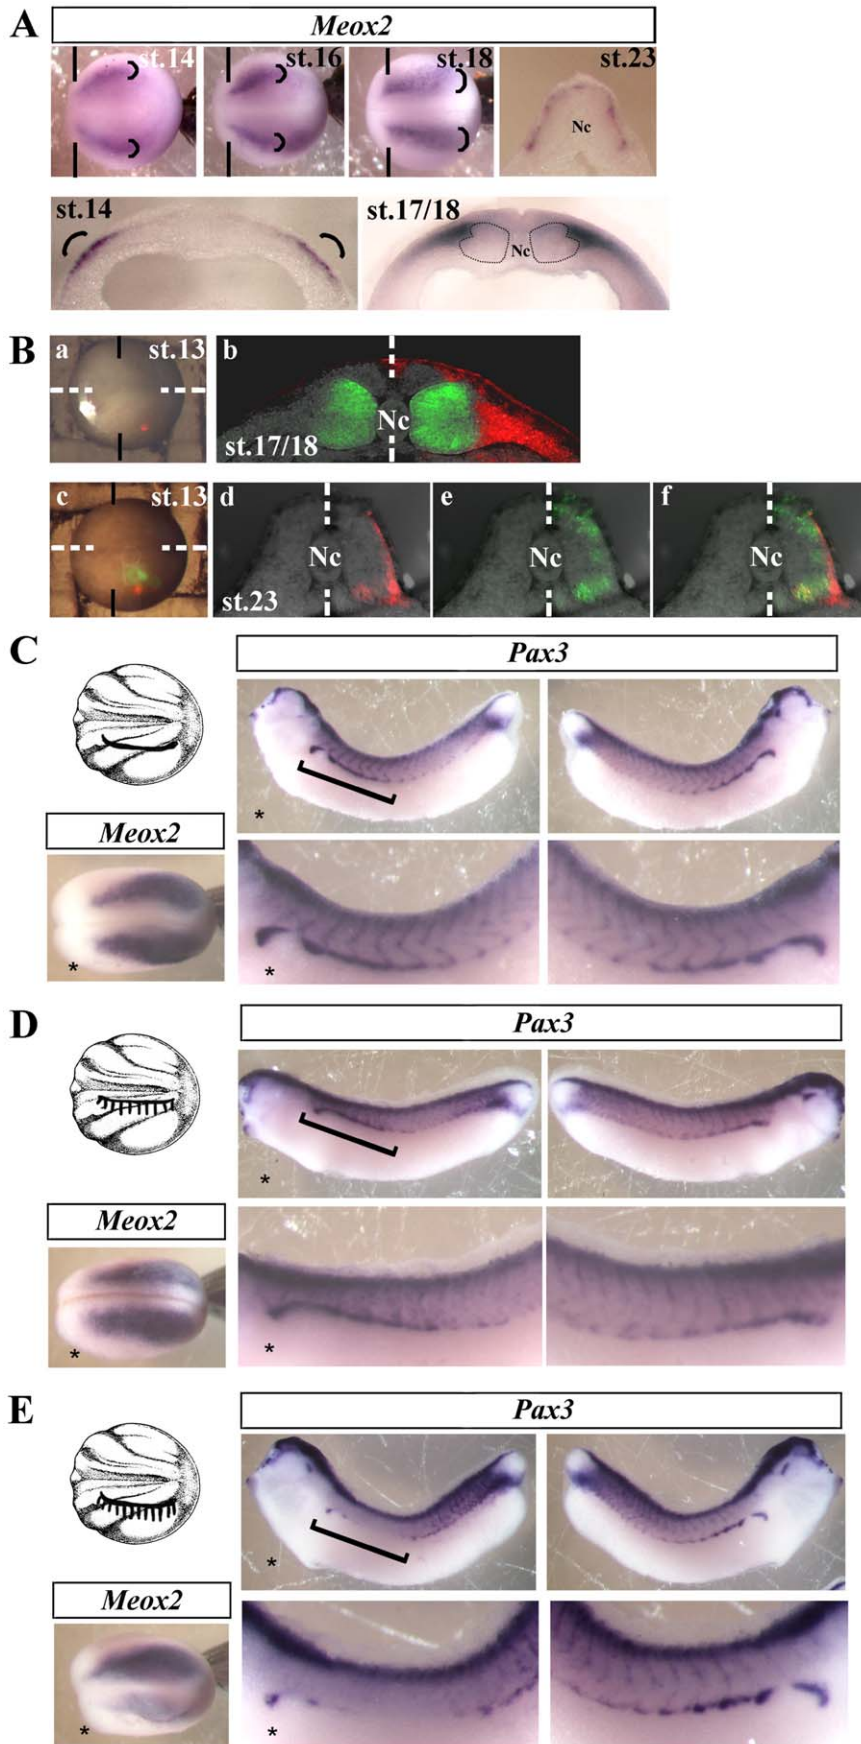 A
Meox2
st.14
st.16
st.18
st.23
Nc
st.14
st.17/18
Nc
B
a
st.13
b
Nc
st.17/18
c
st.13
d
Nc
st.23
e
Nc
f
Nc
C
Pax3
*
Meox2
*
*
D
Pax3
*
Meox2
*
*
E
Pax3
*
Meox2
*
*